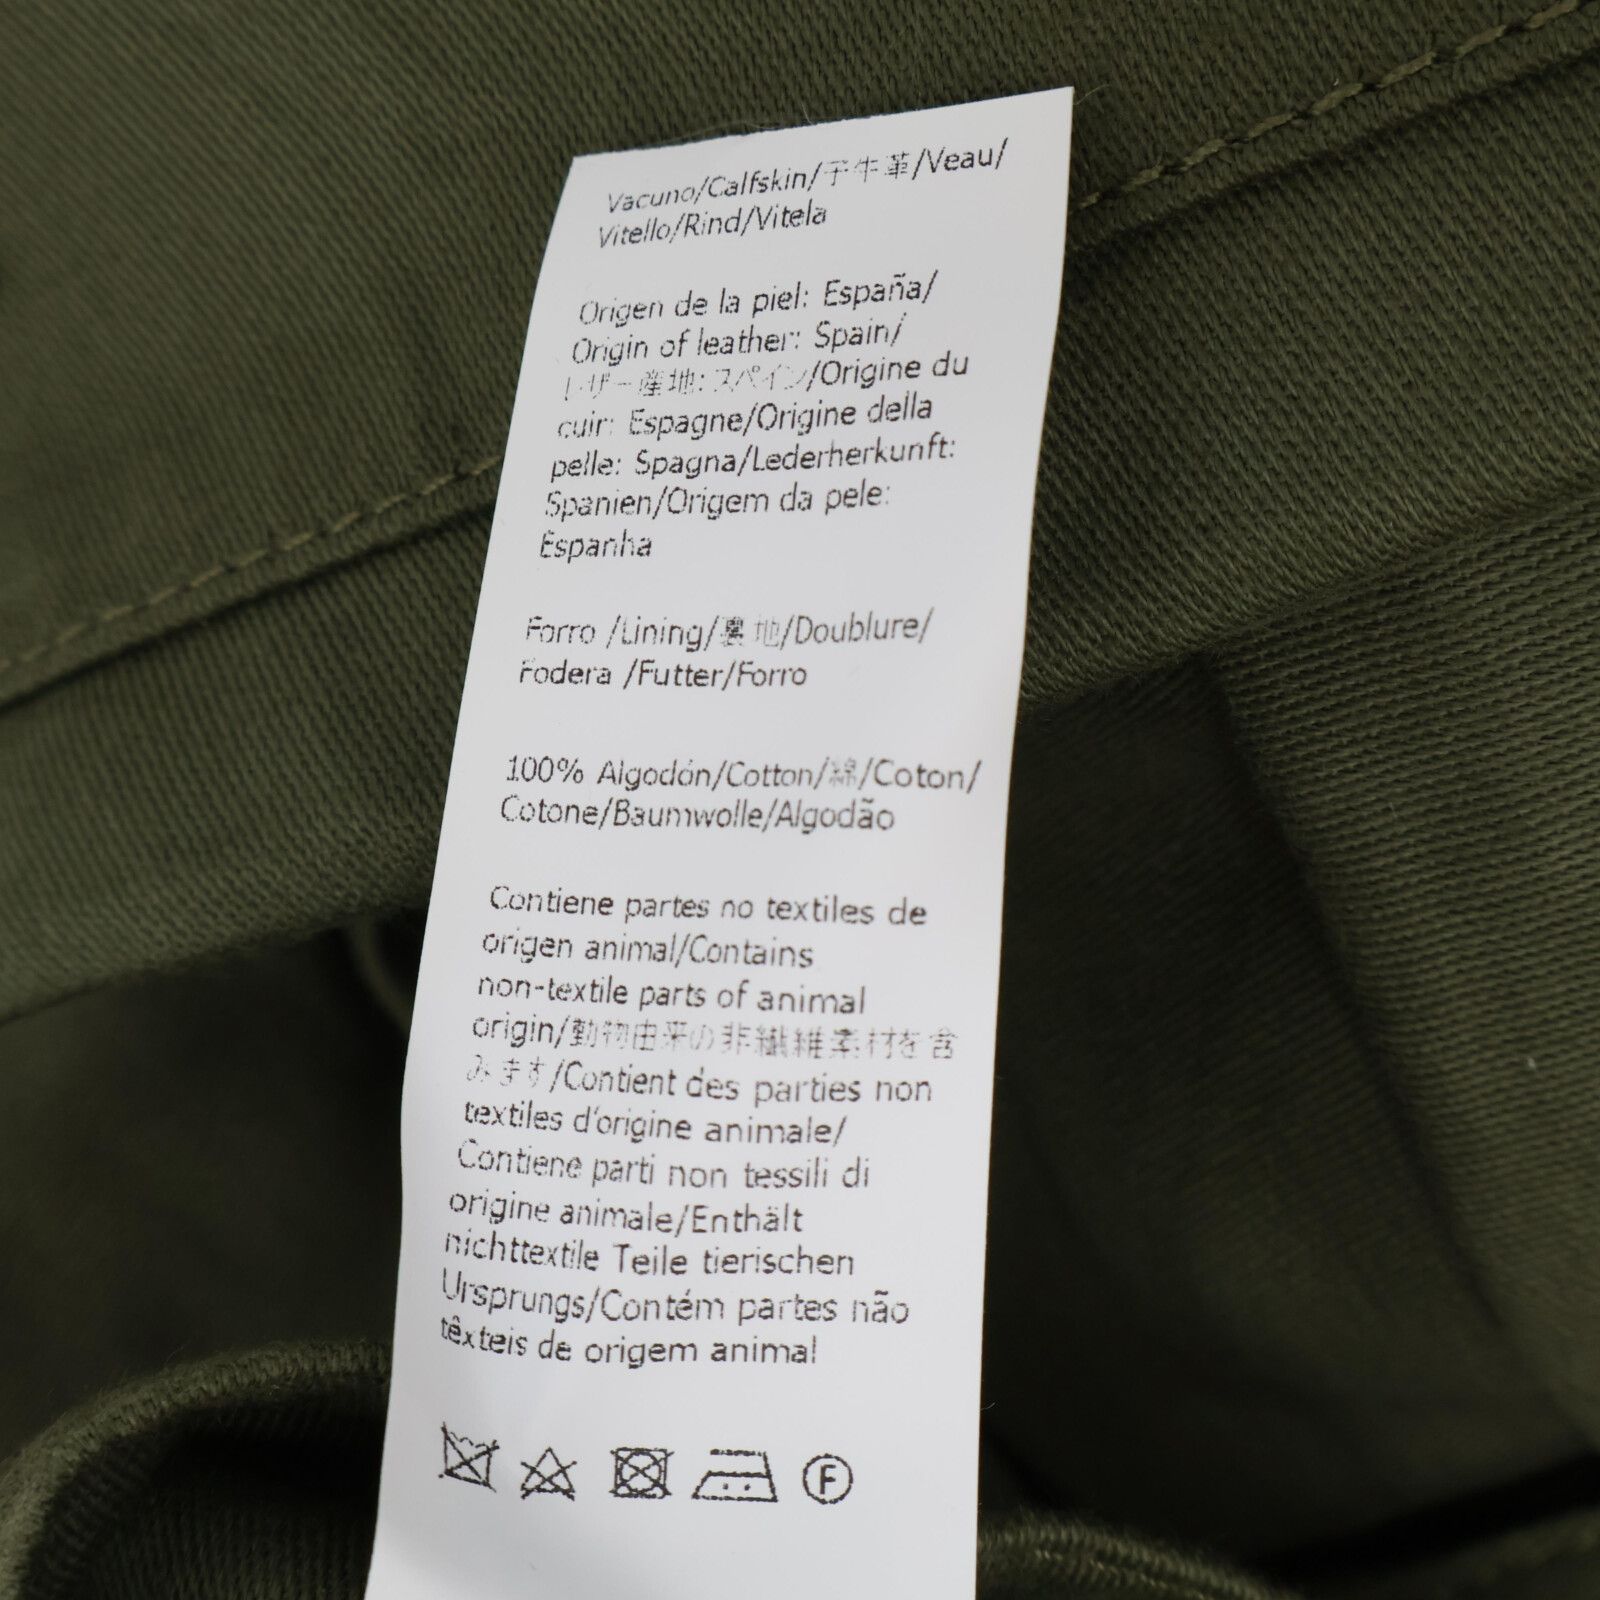 Vacuno/Calfskin/子牛革/Veau/
Vitello/Rind/Vitela
Origen de la piel: España/
Origin of leather: Spain/
レザー産地: スペイン/Origine du
cuir: Espagne/Origine della
pelle: Spagna/Lederherkunft:
Spanien/Origem da pele:
Espanha
Forro /Lining/裏地/Doublure/
Fodera /Futter/Forro
100% Algodón/Cotton/綿/Coton/
Cotone/Baumwolle/Algodão
Contiene partes no textiles de
origen animal/Contains
non-textile parts of animal
origin/動物由来の非繊維素材を含
みます/Contient des parties non
textiles d'origine animale/
Contiene parti non tessili di
origine animale/Enthält
nichttextile Teile tierischen
Ursprungs/Contém partes não
têxteis de origem animal
F